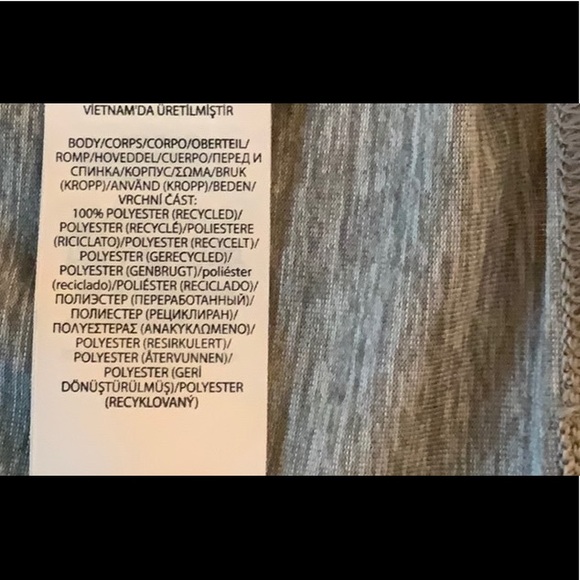 VIETNAM'DA ÜRETİLMİŞTİR
BODY/CORPS/CORPO/OBERTEIL/
ROMP/HOVEDDEL/CUERPO/ПЕРЕД И
СПИНКА/КОРПУС/ΣΩΜΑ/BRUK
(KROPP)/ANVÄND (KROPP)/BEDEN/
VRCHNÍ ČÁST:
100% POLYESTER (RECYCLED)/
POLYESTER (RECYCLÉ)/POLIESTERE
(RICICLATO)/POLYESTER (RECYCELT)/
POLYESTER (GERECYCLED)/
POLYESTER (GENBRUGT)/poliéster
(reciclado)/POLIÉSTER (RECICLADO)/
ПОЛИЭСТЕР (ПЕРЕРАБОТАННЫЙ)/
ПОЛИЕСТЕР (РЕЦИКЛИРАН)/
ΠΟΛΥΕΣΤΕΡΑΣ (ΑΝΑΚΥΚΛΩΜΕΝΟ)/
POLYESTER (RESIRKULERT)/
POLYESTER (ÅTERVUNNEN)/
POLYESTER (GERİ
DÖNÜŞTÜRÜLMÜŞ)/POLYESTER
(RECYKLOVANÝ)